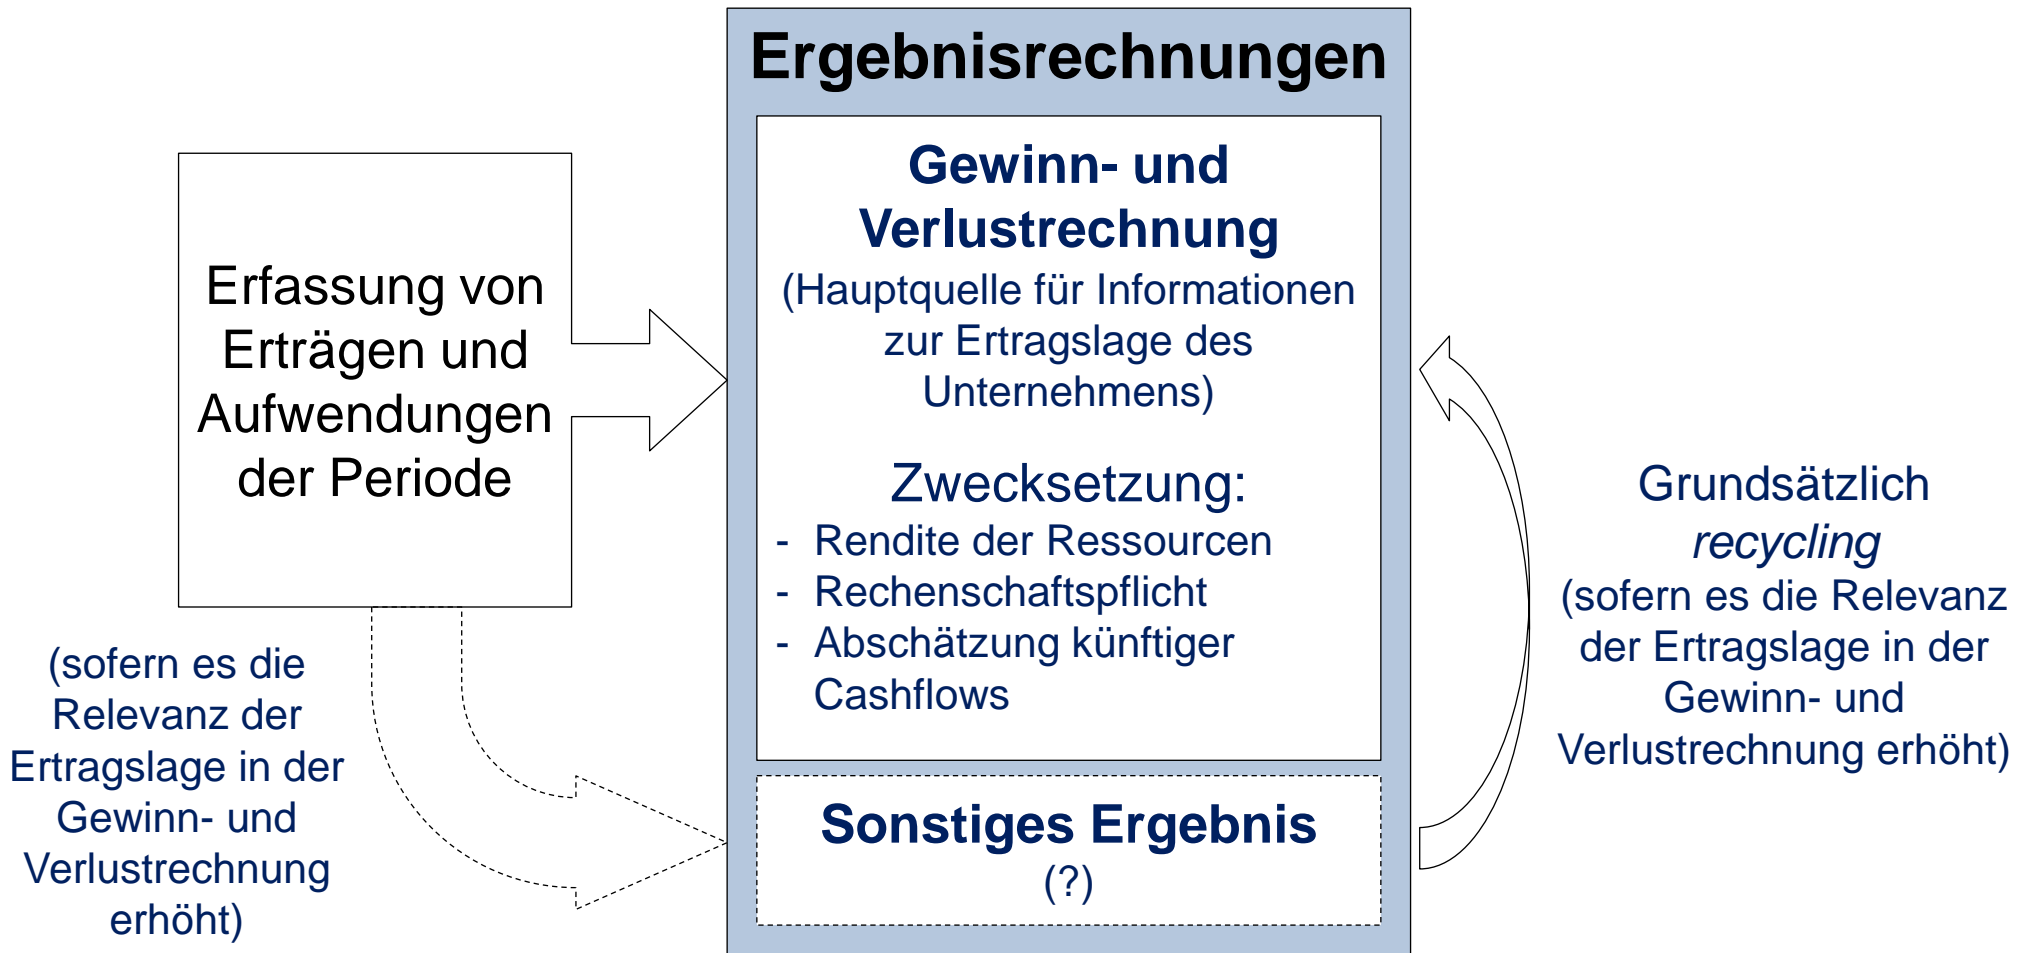 Ergebnisrechnungen
Erfassung von
Erträgen und
Aufwendungen
der Periode
(sofern es die
Relevanz der
Ertragslage in der
Gewinn- und
Verlustrechnung
erhöht)
Gewinn- und
Verlustrechnung
(Hauptquelle für Informationen
zur Ertragslage des
Unternehmens)
Zwecksetzung:
- Rendite der Ressourcen
- Rechenschaftspflicht
- Abschätzung künftiger
Cashflows
Sonstiges Ergebnis
(?)
Grundsätzlich
recycling
(sofern es die Relevanz
der Ertragslage in der
Gewinn- und
Verlustrechnung erhöht)